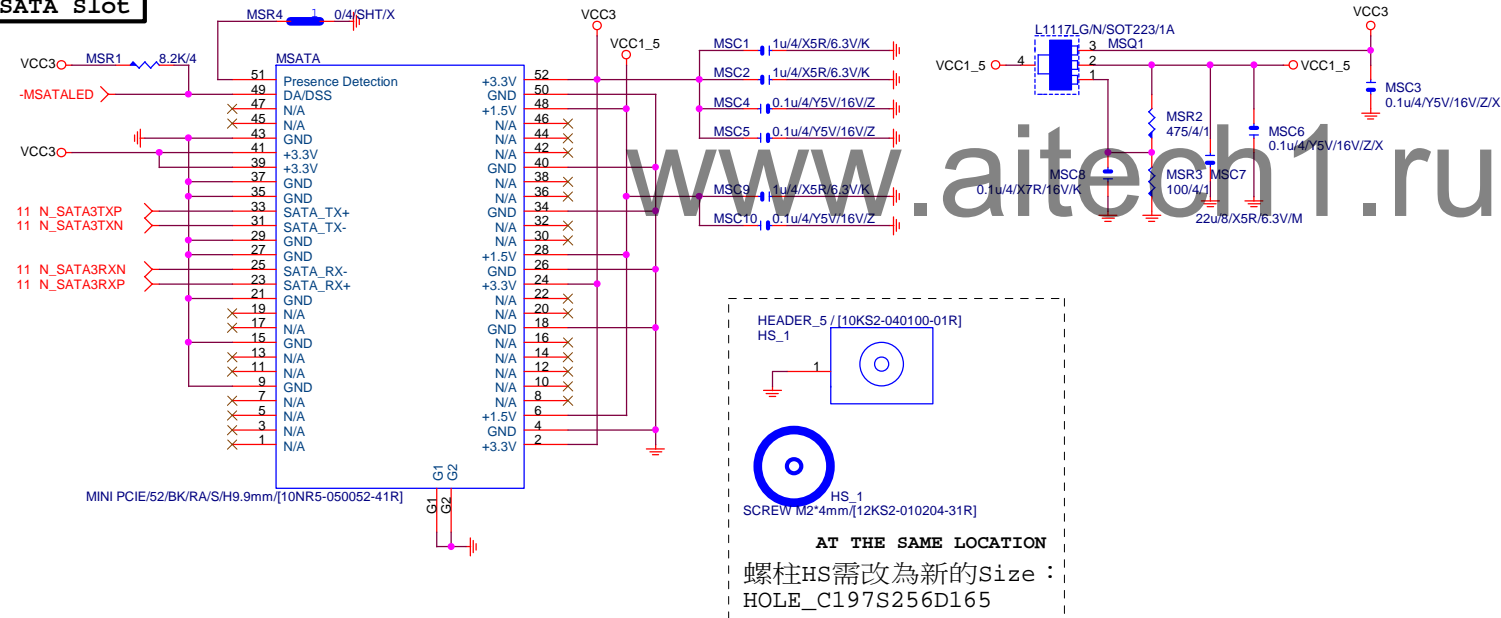 SATA Slot
MSR4 1 0/4/SHT/X
VCC3 MSR1 8.2K/4
-MSATALED
MSATA
51 Presence Detection +3.3V 52
49 DA/DSS GND 50
47 N/A +1.5V 48
45 N/A N/A 46
43 GND N/A 44
VCC3 41 +3.3V N/A 42
39 +3.3V GND 40
37 GND N/A 38
35 GND N/A 36
11 N_SATA3TXP 33 SATA_TX+ GND 34
11 N_SATA3TXN 31 SATA_TX- N/A 32
29 GND N/A 30
27 GND +1.5V 28
11 N_SATA3RXN 25 SATA_RX- GND 26
11 N_SATA3RXP 23 SATA_RX+ +3.3V 24
21 GND N/A 22
19 N/A N/A 20
17 N/A GND 18
15 GND N/A 16
13 N/A N/A 14
11 N/A N/A 12
9 GND N/A 10
7 N/A N/A 8
5 N/A +1.5V 6
3 N/A GND 4
1 N/A +3.3V 2
G1 G2
G1 G2
MINI PCIE/52/BK/RA/S/H9.9mm/[10NR5-050052-41R]
VCC3
VCC1_5
MSC1 1u/4/X5R/6.3V/K
MSC2 1u/4/X5R/6.3V/K
MSC4 0.1u/4/Y5V/16V/Z
MSC5 0.1u/4/Y5V/16V/Z
MSC9 1u/4/X5R/6.3V/K
MSC10 0.1u/4/Y5V/16V/Z
VCC3
L1117LG/N/SOT223/1A
MSQ1
VCC1_5 4 3 2 1 VCC1_5
MSC3
0.1u/4/Y5V/16V/Z/X
MSR2
475/4/1
MSC6
0.1u/4/Y5V/16V/Z/X
MSC8
0.1u/4/X7R/16V/K
MSR3
100/4/1
MSC7
22u/8/X5R/6.3V/M
www.aitech1.ru
HEADER_5 / [10KS2-040100-01R]
HS_1
1
HS_1
SCREW M2*4mm/[12KS2-010204-31R]
AT THE SAME LOCATION
螺柱HS需改為新的Size：
HOLE_C197S256D165